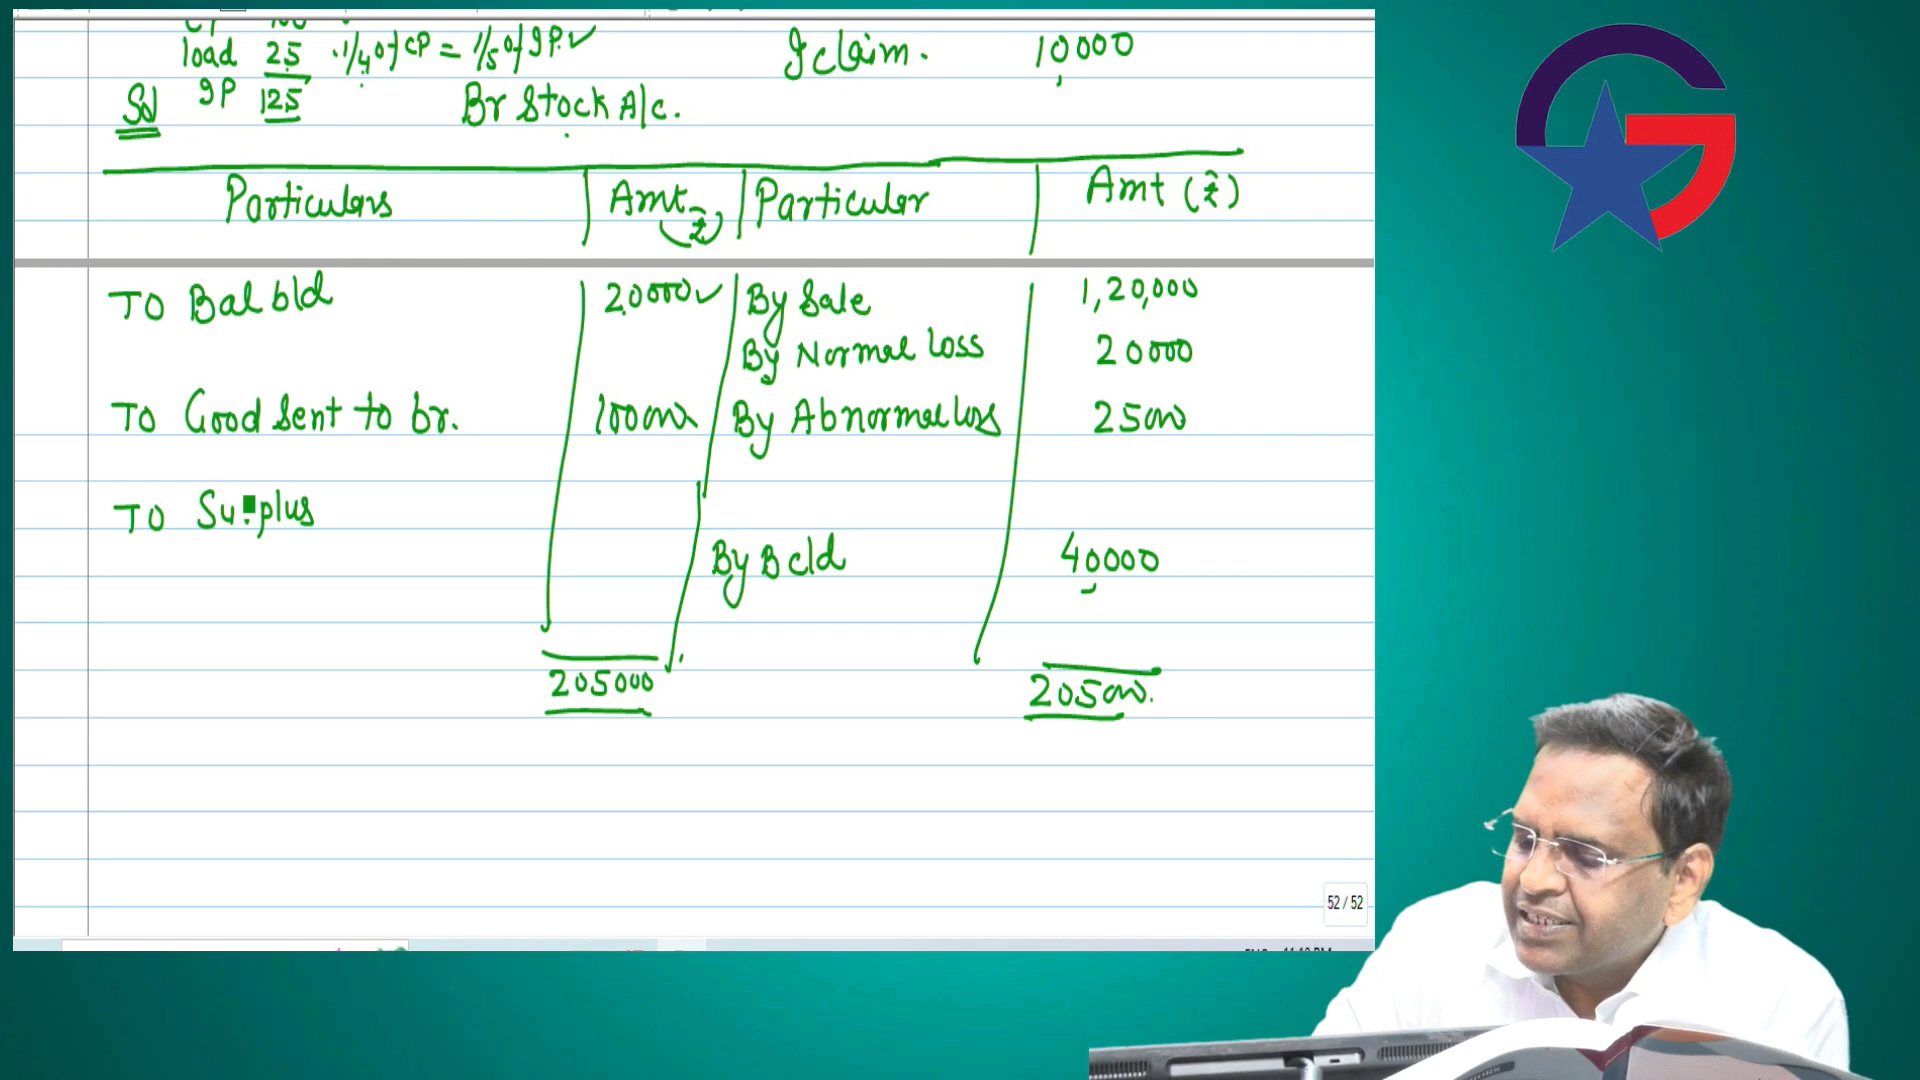 load 25 1/4 of CP = 1/5 of IP ✓
I claim. 10000
Sol IP 125 Br Stock A/c.
Particulars Amt (₹) Particular Amt (₹)
TO Bal b/d 20000 ✓ By Sale 1,20,000
By Normal Loss 20000
TO Good Sent to br. 100000 By Abnormal loss 25000
TO Surplus
By B c/d 40000
205000 205000.
52 / 52